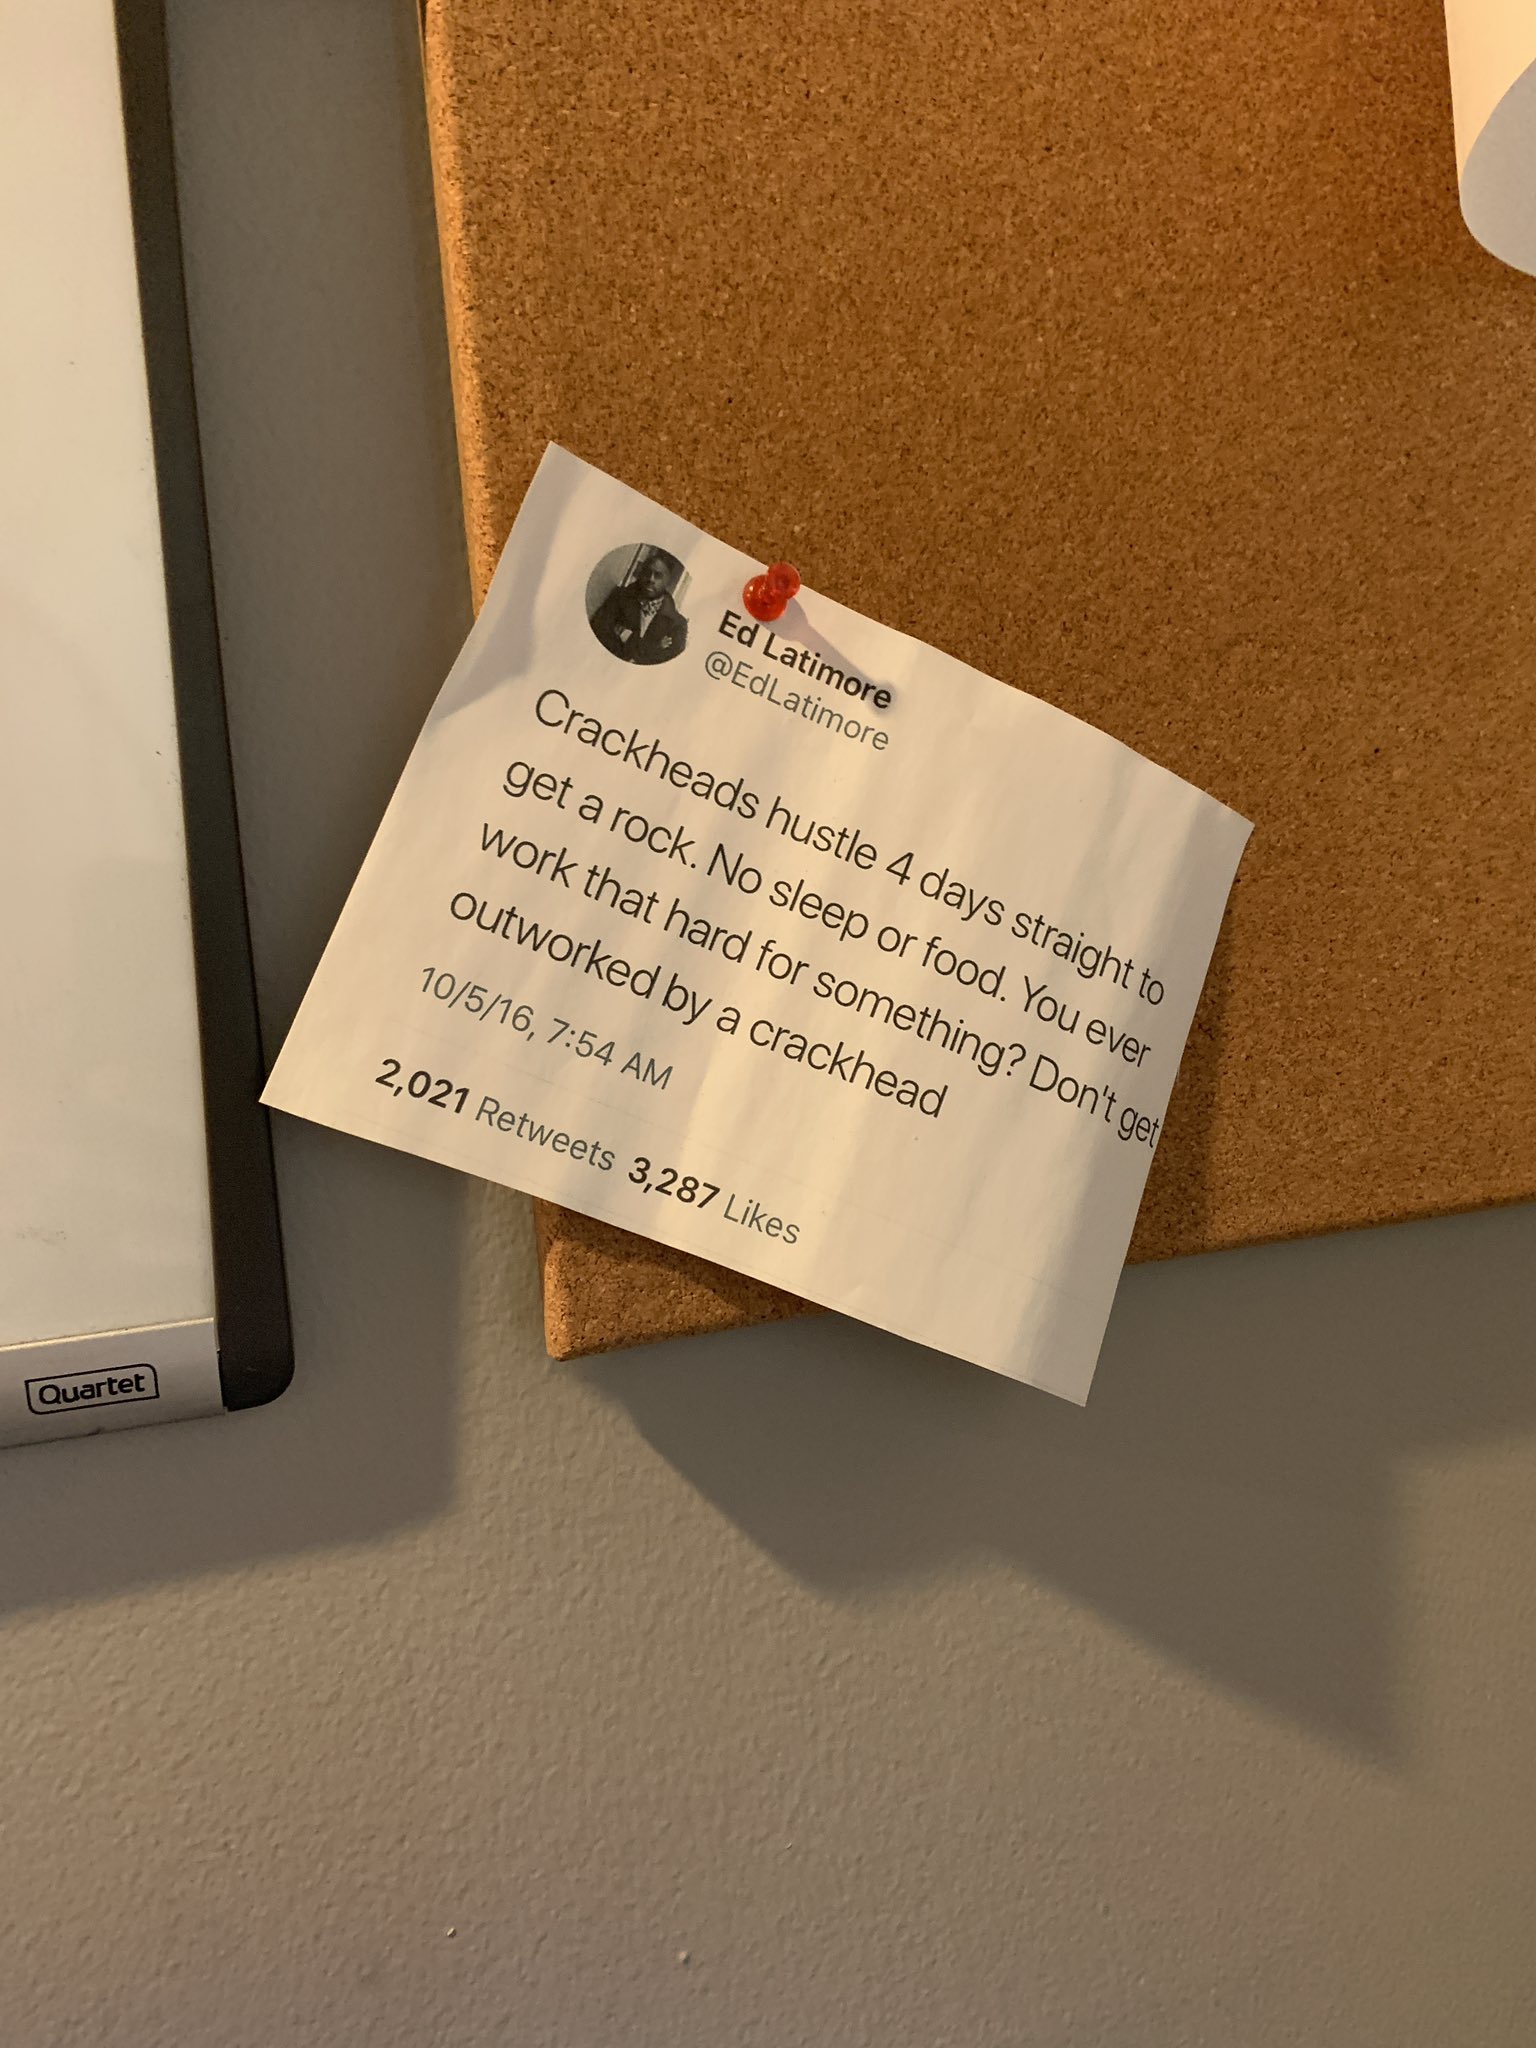 Ed Latimore
@EdLatimore
Crackheads hustle 4 days straight to
get a rock. No sleep or food. You ever
work that hard for something? Don't get
outworked by a crackhead
10/5/16, 7:54 AM
2,021 Retweets 3,287 Likes
Quartet